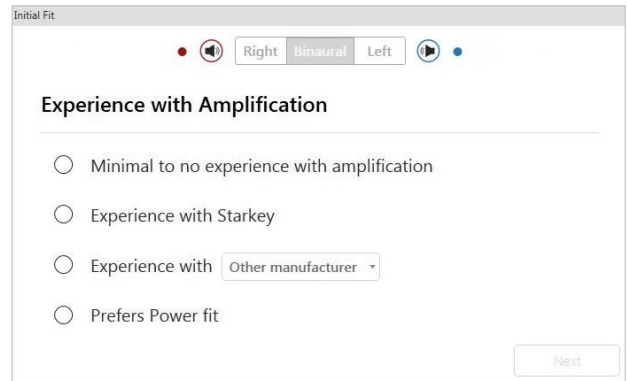 Initial Fit
Right Binaural Left
Experience with Amplification
Minimal to no experience with amplification
Experience with Starkey
Experience with Other manufacturer
Prefers Power fit
Next